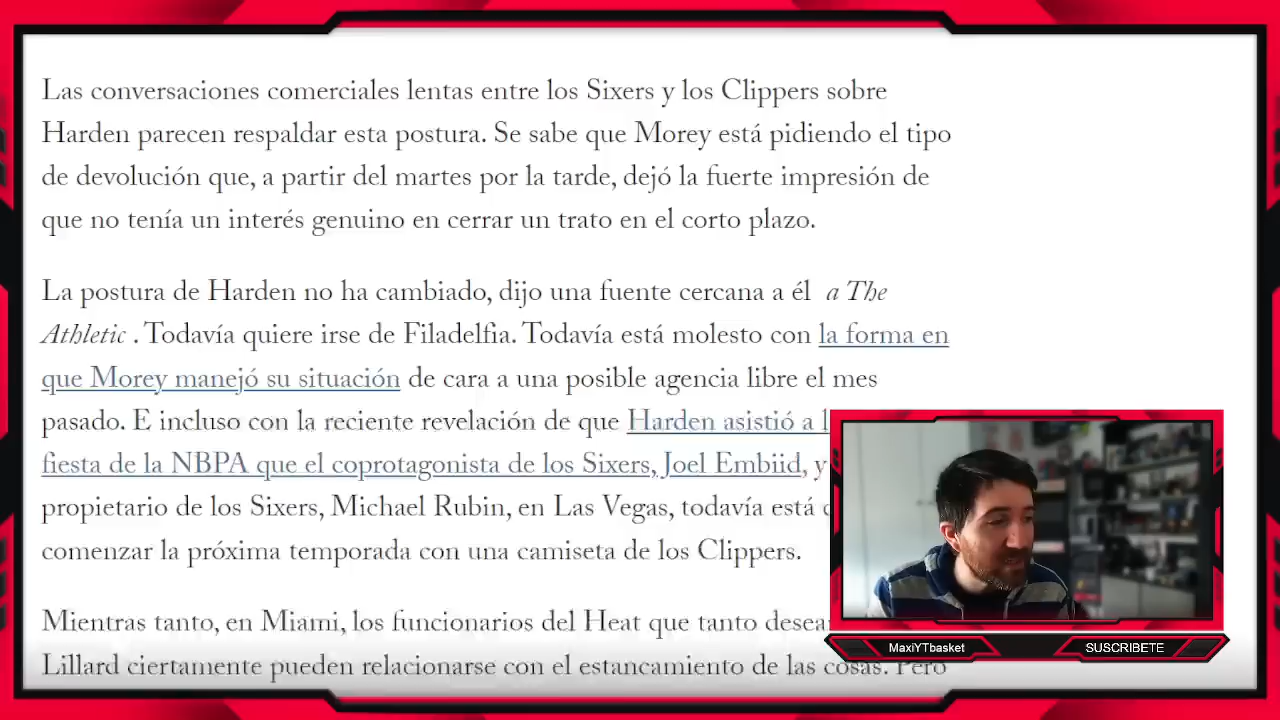 Las conversaciones comerciales lentas entre los Sixers y los Clippers sobre
Harden parecen respaldar esta postura. Se sabe que Morey está pidiendo el tipo
de devolución que, a partir del martes por la tarde, dejó la fuerte impresión de
que no tenía un interés genuino en cerrar un trato en el corto plazo.
La postura de Harden no ha cambiado, dijo una fuente cercana a él a The
Athletic . Todavía quiere irse de Filadelfia. Todavía está molesto con la forma en
que Morey manejó su situación de cara a una posible agencia libre el mes
pasado. E incluso con la reciente revelación de que Harden asistió a
fiesta de la NBPA que el coprotagonista de los Sixers, Joel Embiid, y
propietario de los Sixers, Michael Rubin, en Las Vegas, todavía está
comenzar la próxima temporada con una camiseta de los Clippers.
Mientras tanto, en Miami, los funcionarios del Heat que tanto
Lillard ciertamente pueden relacionarse con el estancamiento de las cosas. Pero
MaxiYTbasket
SUSCRIBETE